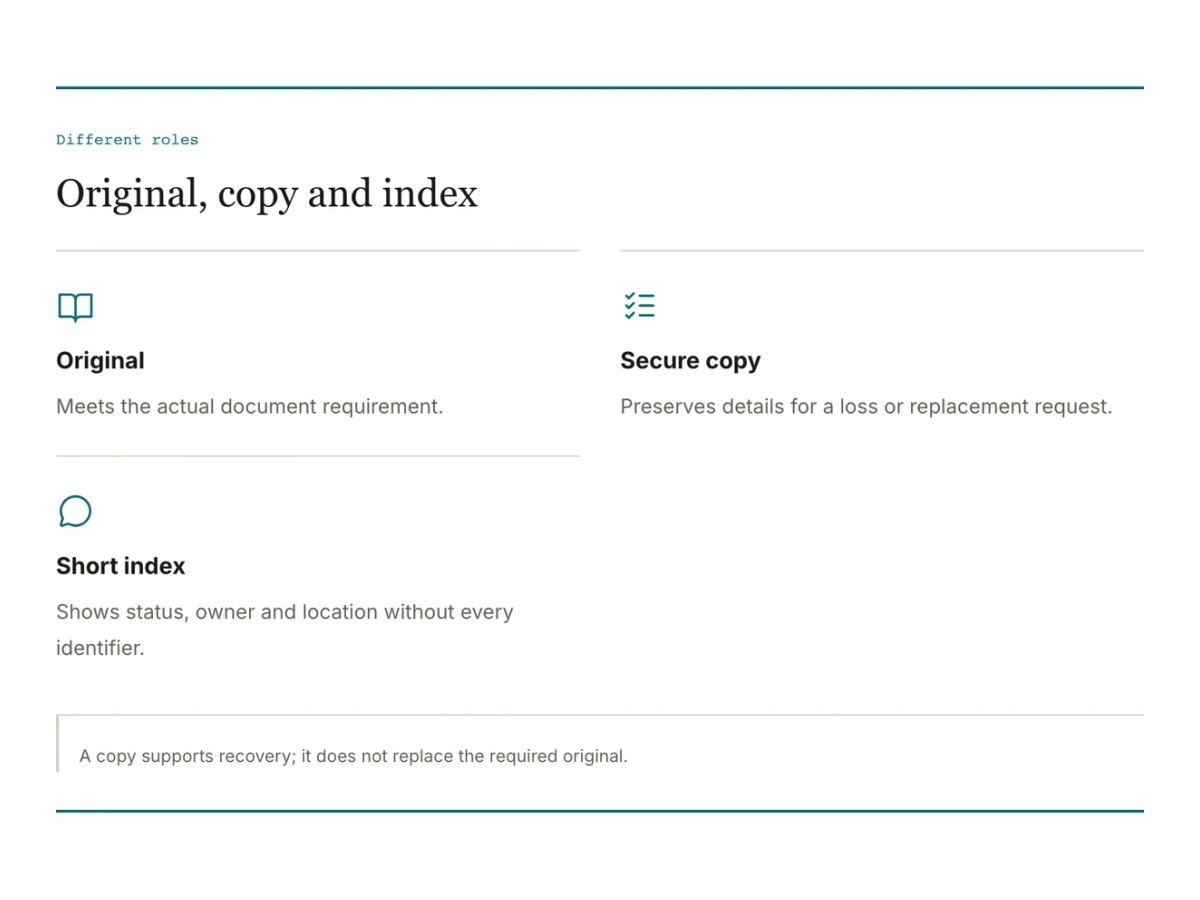 Different roles
Original, copy and index
Original
Meets the actual document requirement.
Secure copy
Preserves details for a loss or replacement request.
Short index
Shows status, owner and location without every
identifier.
A copy supports recovery; it does not replace the required original.